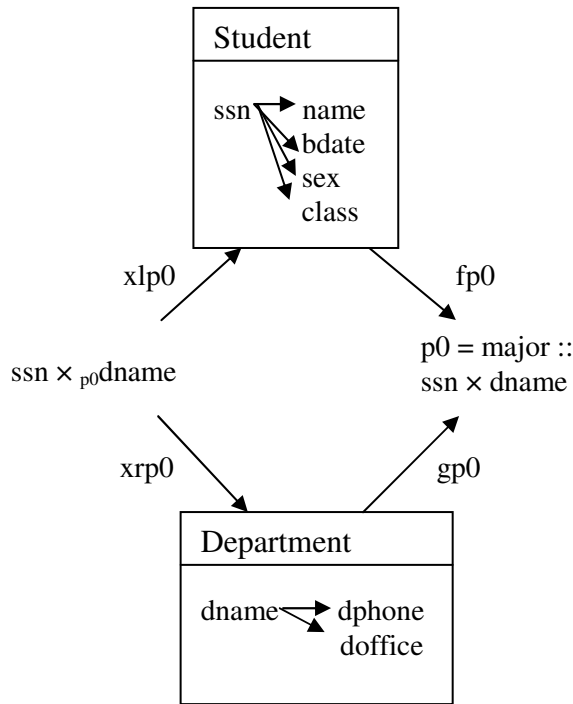 Student
ssn name
bdate
sex
class
xlp0 fp0
p0 = major ::
ssn × dname
ssn × p0dname
xrp0 gp0
Department
dname dphone
doffice